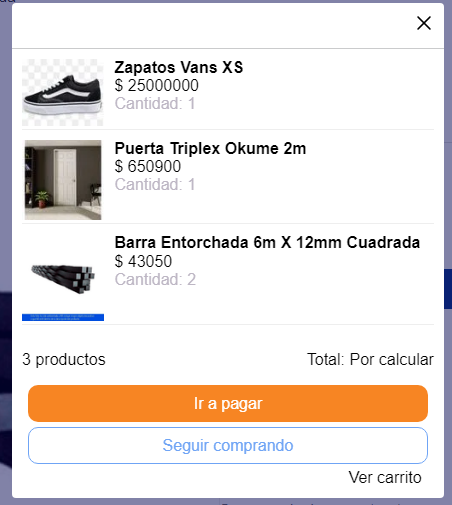 Zapatos Vans XS
$ 25000000
Cantidad: 1
Puerta Triplex Okume 2m
$ 650900
Cantidad: 1
Barra Entorchada 6m X 12mm Cuadrada
$ 43050
Cantidad: 2
3 productos
Total: Por calcular
Ir a pagar
Seguir comprando
Ver carrito